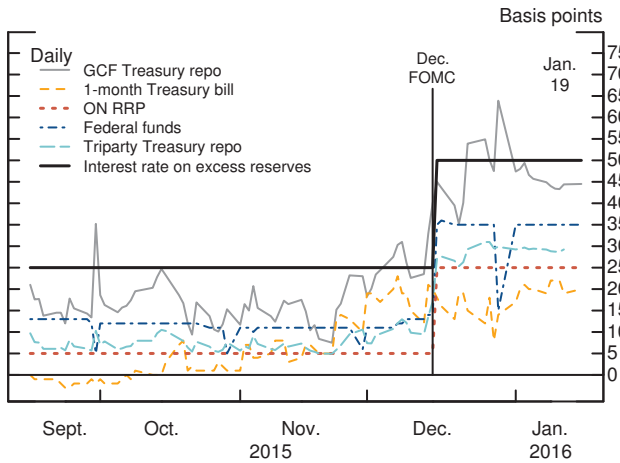 Basis points
Daily
GCF Treasury repo
1-month Treasury bill
ON RRP
Federal funds
Triparty Treasury repo
Interest rate on excess reserves
Dec.
FOMC
Jan.
19
75
70
65
60
55
50
45
40
35
30
25
20
15
10
5
0
Sept. Oct. Nov. Dec. Jan.
2015 2016